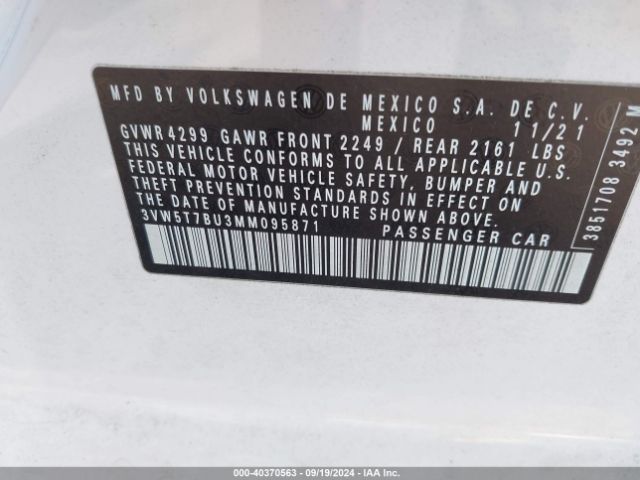 MFD BY VOLKSWAGEN DE MEXICO S.A. DE C.V.
MEXICO 11/21
GVWR 4299 GAWR FRONT 2249 / REAR 2161 LBS
THIS VEHICLE CONFORMS TO ALL APPLICABLE U.S.
FEDERAL MOTOR VEHICLE SAFETY, BUMPER AND
THEFT PREVENTION STANDARDS IN EFFECT ON
THE DATE OF MANUFACTURE SHOWN ABOVE.
3VW5T7BU3MM095871 PASSENGER CAR
3851708 3492 M
000-40370563 - 09/19/2024 - IAA Inc.